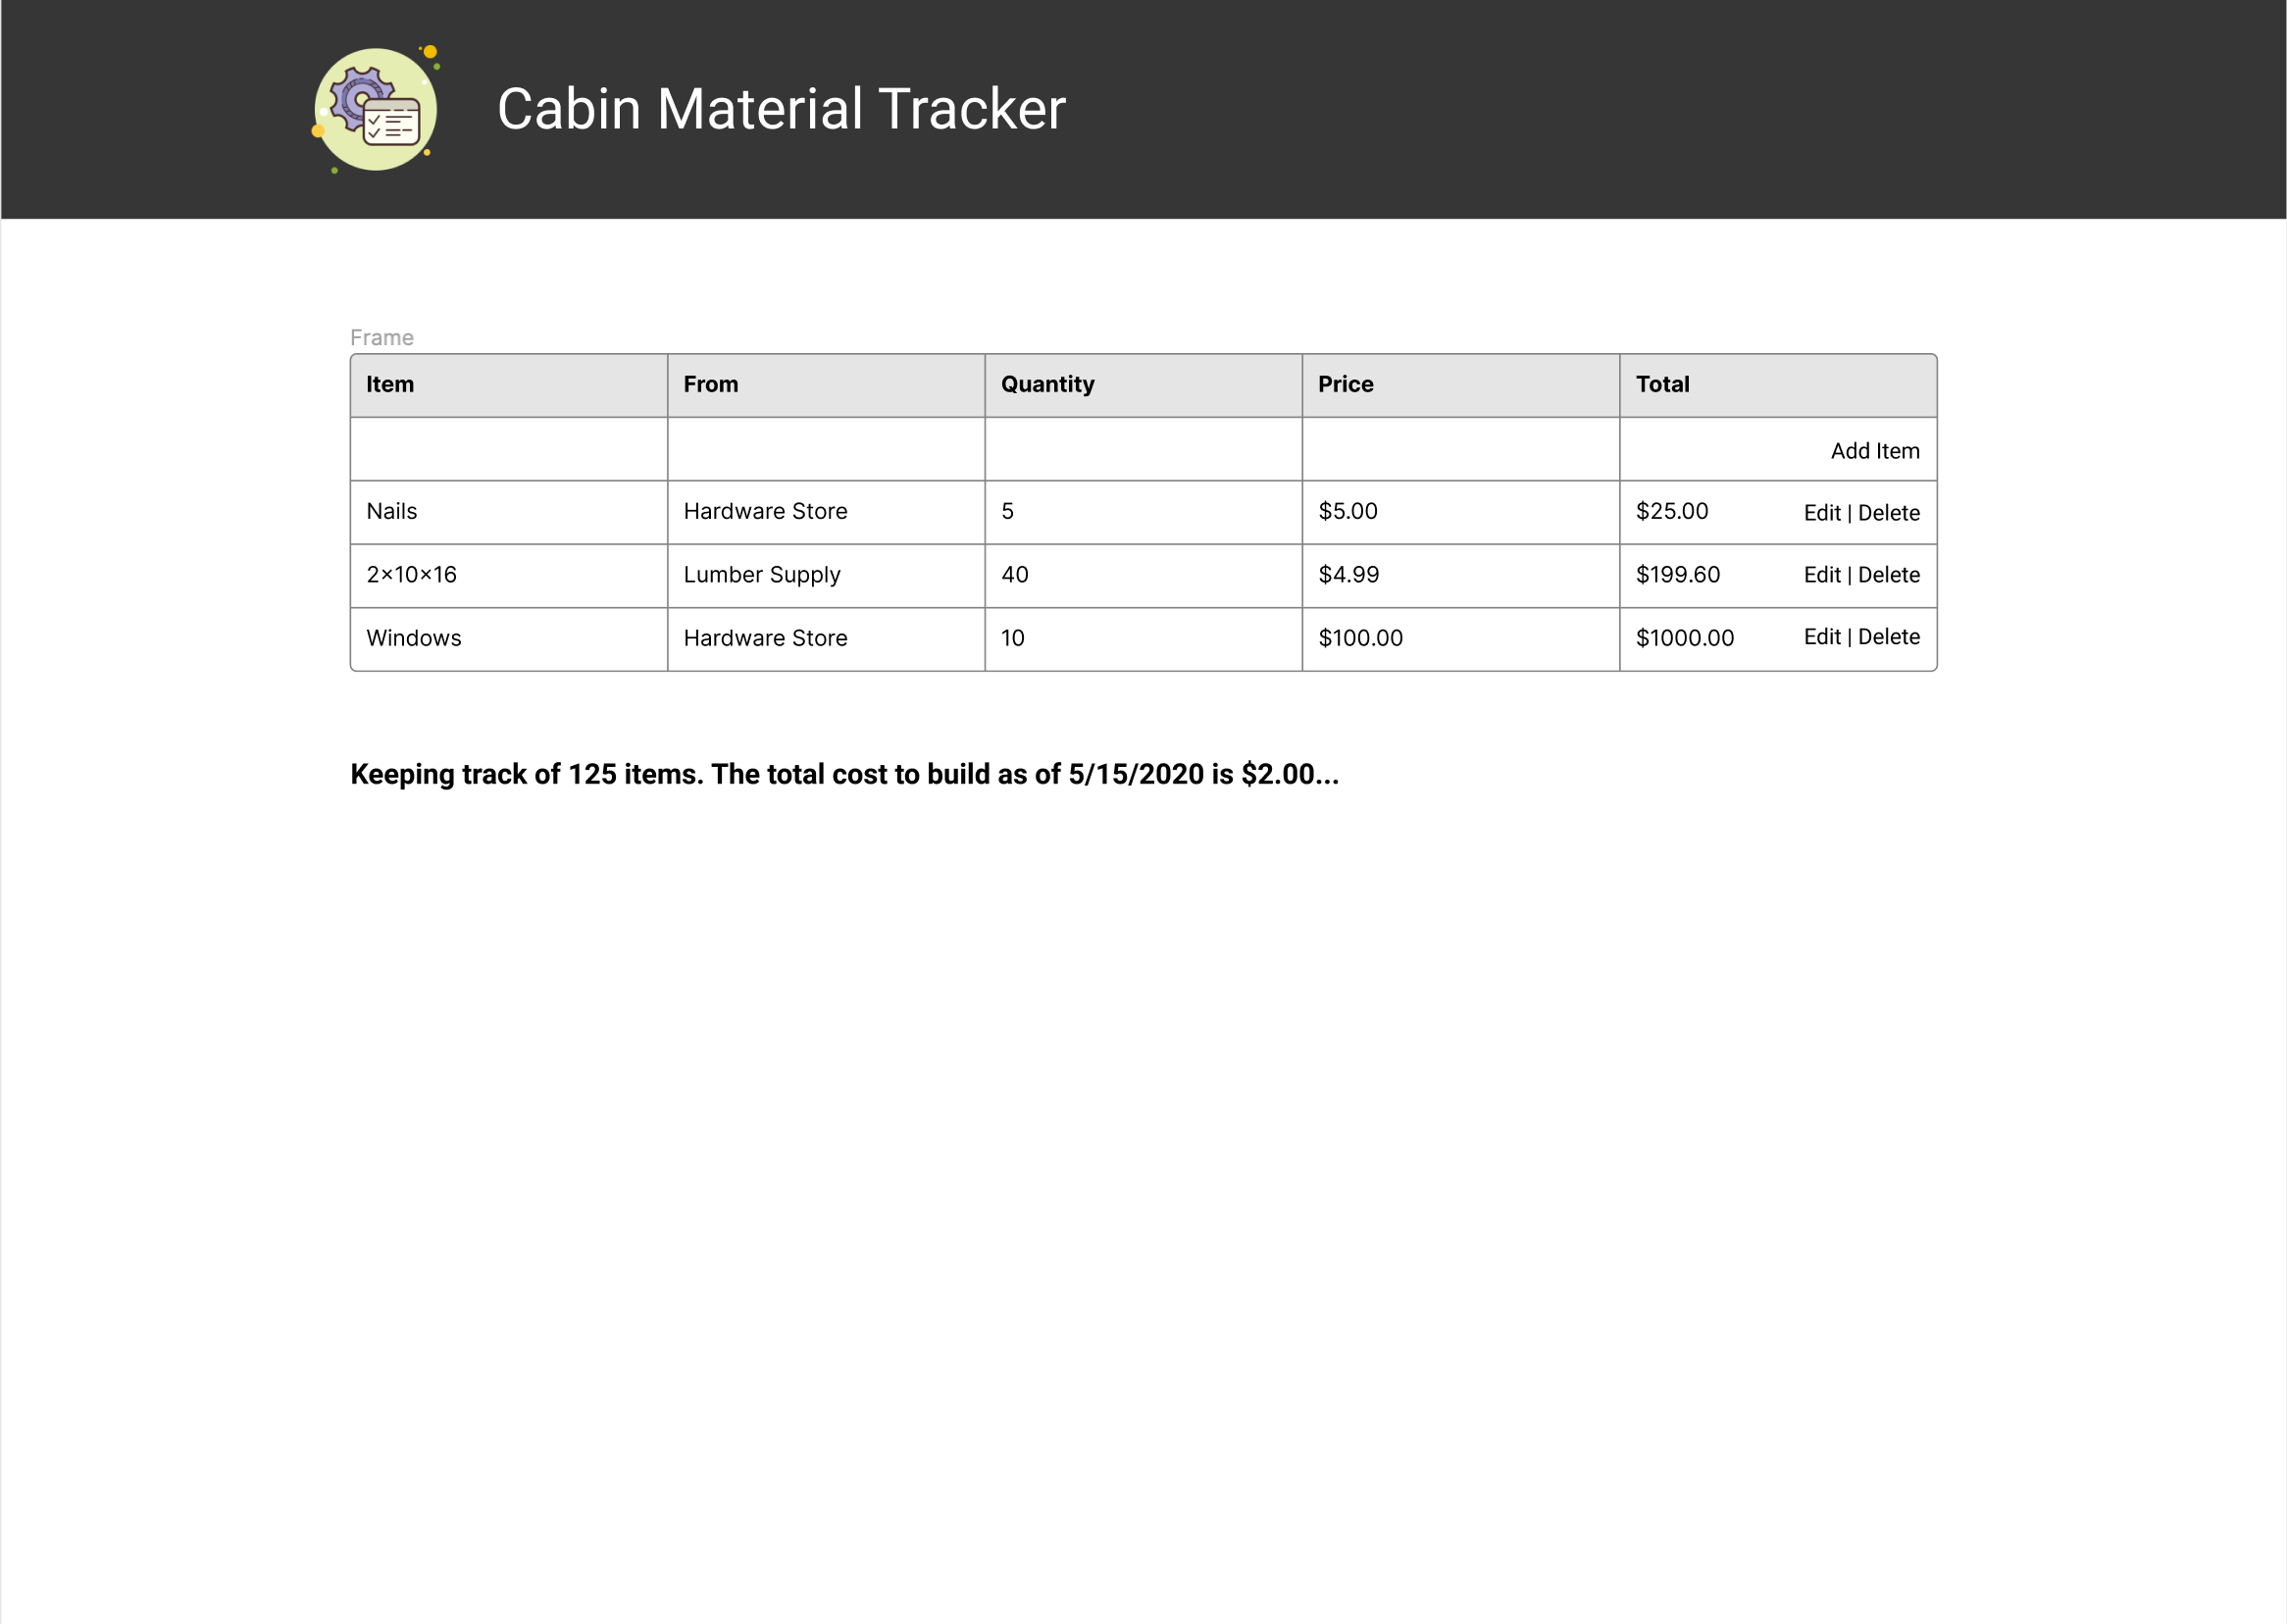 Cabin Material Tracker
Frame
Item From Quantity Price Total
Add Item
Nails Hardware Store 5 $5.00 $25.00 Edit | Delete
2×10×16 Lumber Supply 40 $4.99 $199.60 Edit | Delete
Windows Hardware Store 10 $100.00 $1000.00 Edit | Delete
Keeping track of 125 items. The total cost to build as of 5/15/2020 is $2.00...